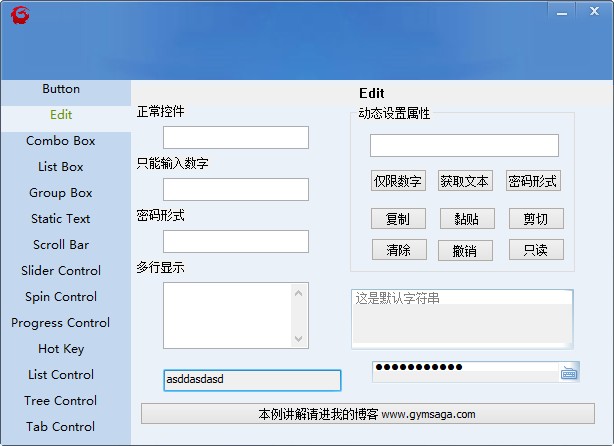 Button
Edit
Combo Box
List Box
Group Box
Static Text
Scroll Bar
Slider Control
Spin Control
Progress Control
Hot Key
List Control
Tree Control
Tab Control
Edit
正常控件
只能输入数字
密码形式
多行显示
asddasdasd
动态设置属性
仅限数字 获取文本 密码形式
复制 黏贴 剪切
清除 撤销 只读
这是默认字符串
●●●●●●●●●●●●
本例讲解请进我的博客 www.gymsaga.com